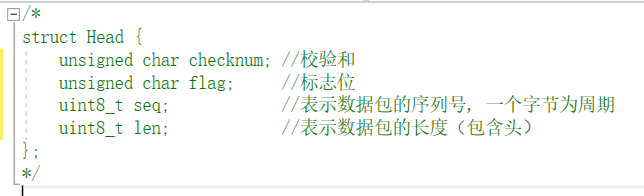 /*
struct Head {
unsigned char checknum; //校验和
unsigned char flag; //标志位
uint8_t seq; //表示数据包的序列号, 一个字节为周期
uint8_t len; //表示数据包的长度（包含头）
};
*/